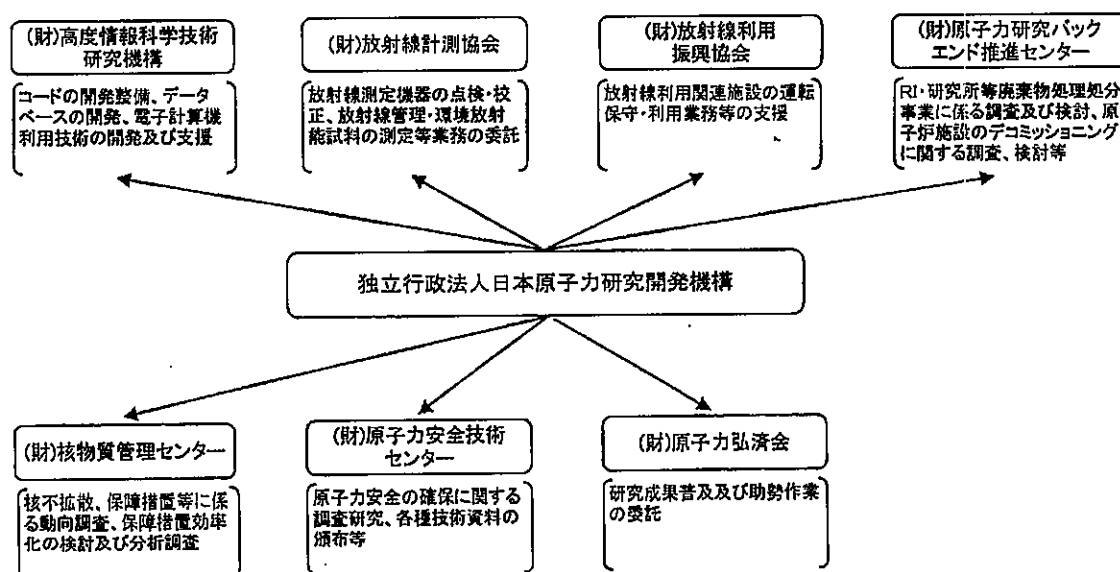 (財)高度情報科学技術
研究機構
コードの開発整備、データ
ベースの開発、電子計算機
利用技術の開発及び支援
(財)放射線計測協会
放射線測定機器の点検・校
正、放射線管理・環境放射
能試料の測定等業務の委託
(財)放射線利用
振興協会
放射線利用関連施設の運転
保守・利用業務等の支援
(財)原子力研究バック
エンド推進センター
RI・研究所等廃棄物処理処分
事業に係る調査及び検討、原
子炉施設のデコミッショニング
に関する調査、検討等
独立行政法人日本原子力研究開発機構
(財)核物質管理センター
核不拡散、保障措置等に係
る動向調査、保障措置効率
化の検討及び分析調査
(財)原子力安全技術
センター
原子力安全の確保に関する
調査研究、各種技術資料の
頒布等
(財)原子力弘済会
研究成果普及及び助勢作業
の委託